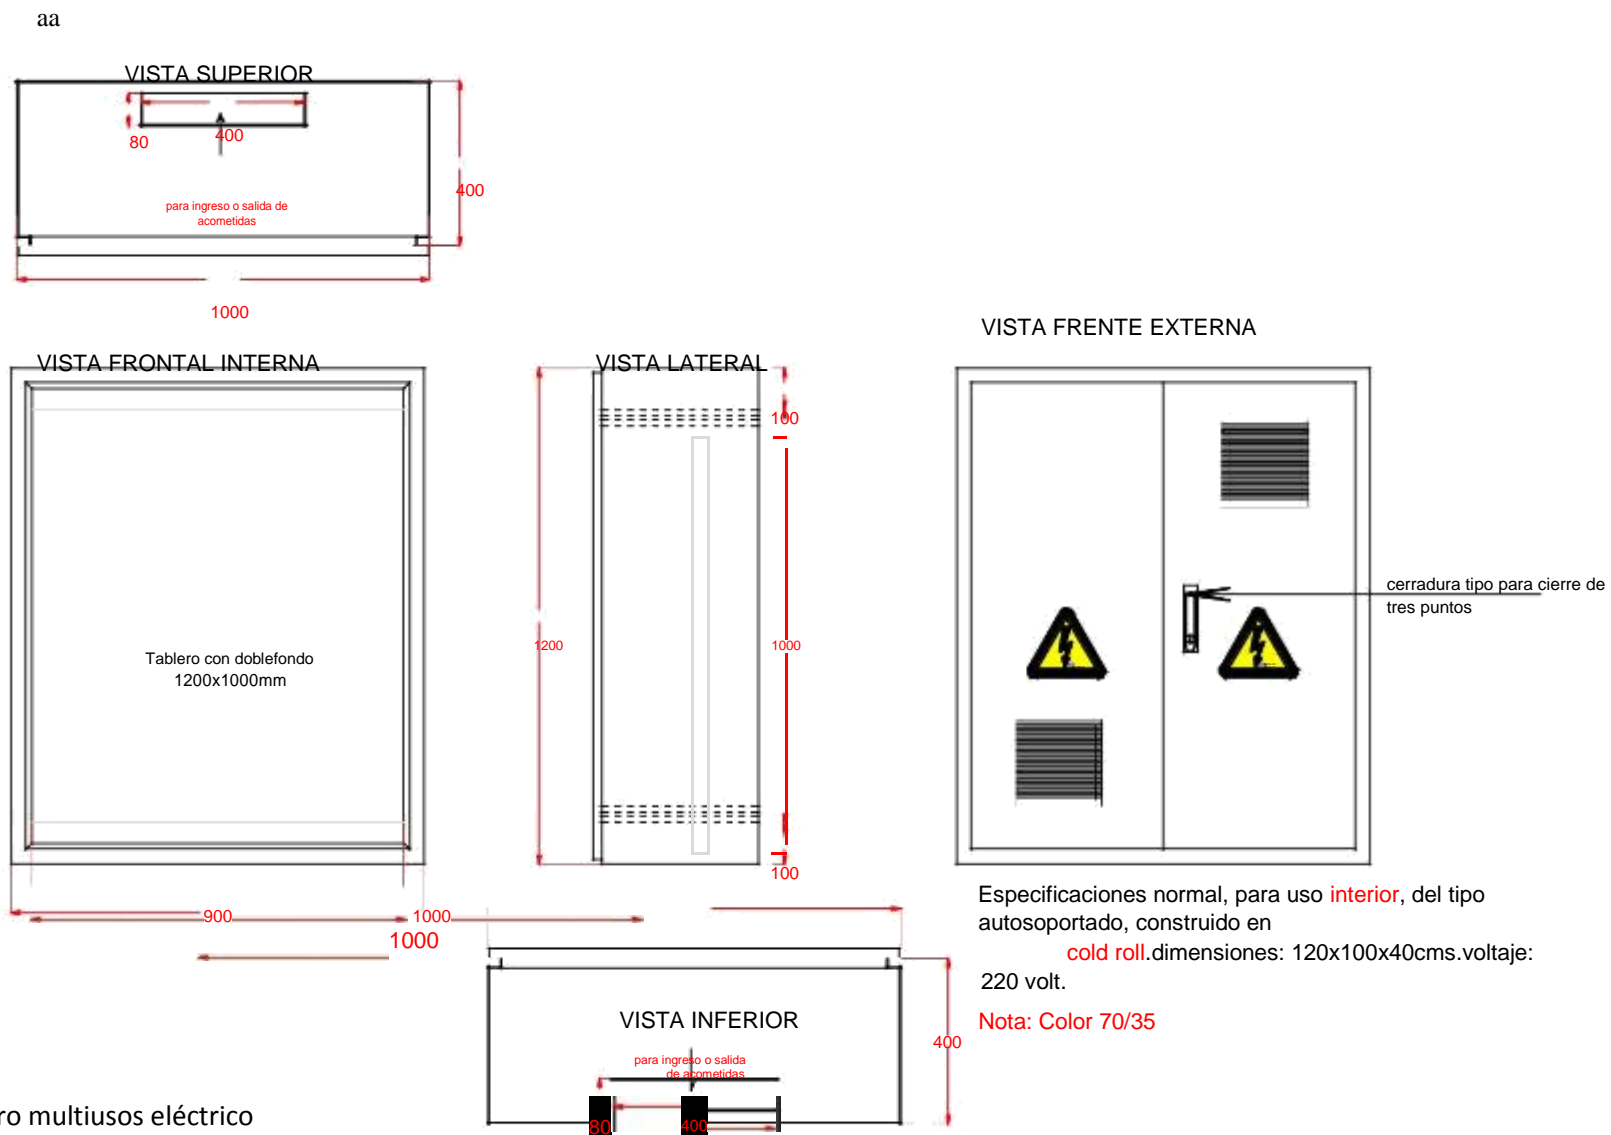 aa
VISTA SUPERIOR
80
400
400
para ingreso o salida de
acometidas
1000
VISTA FRENTE EXTERNA
VISTA FRONTAL INTERNA
VISTA LATERAL
100
cerradura tipo para cierre de
tres puntos
1200
1000
Tablero con doblefondo
1200x1000mm
100
900
1000
1000
Especificaciones normal, para uso interior, del tipo
autosoportado, construido en
cold roll.dimensiones: 120x100x40cms.voltaje:
220 volt.
Nota: Color 70/35
VISTA INFERIOR
400
para ingreso o salida
de acometidas
80
400
ro multiusos eléctrico